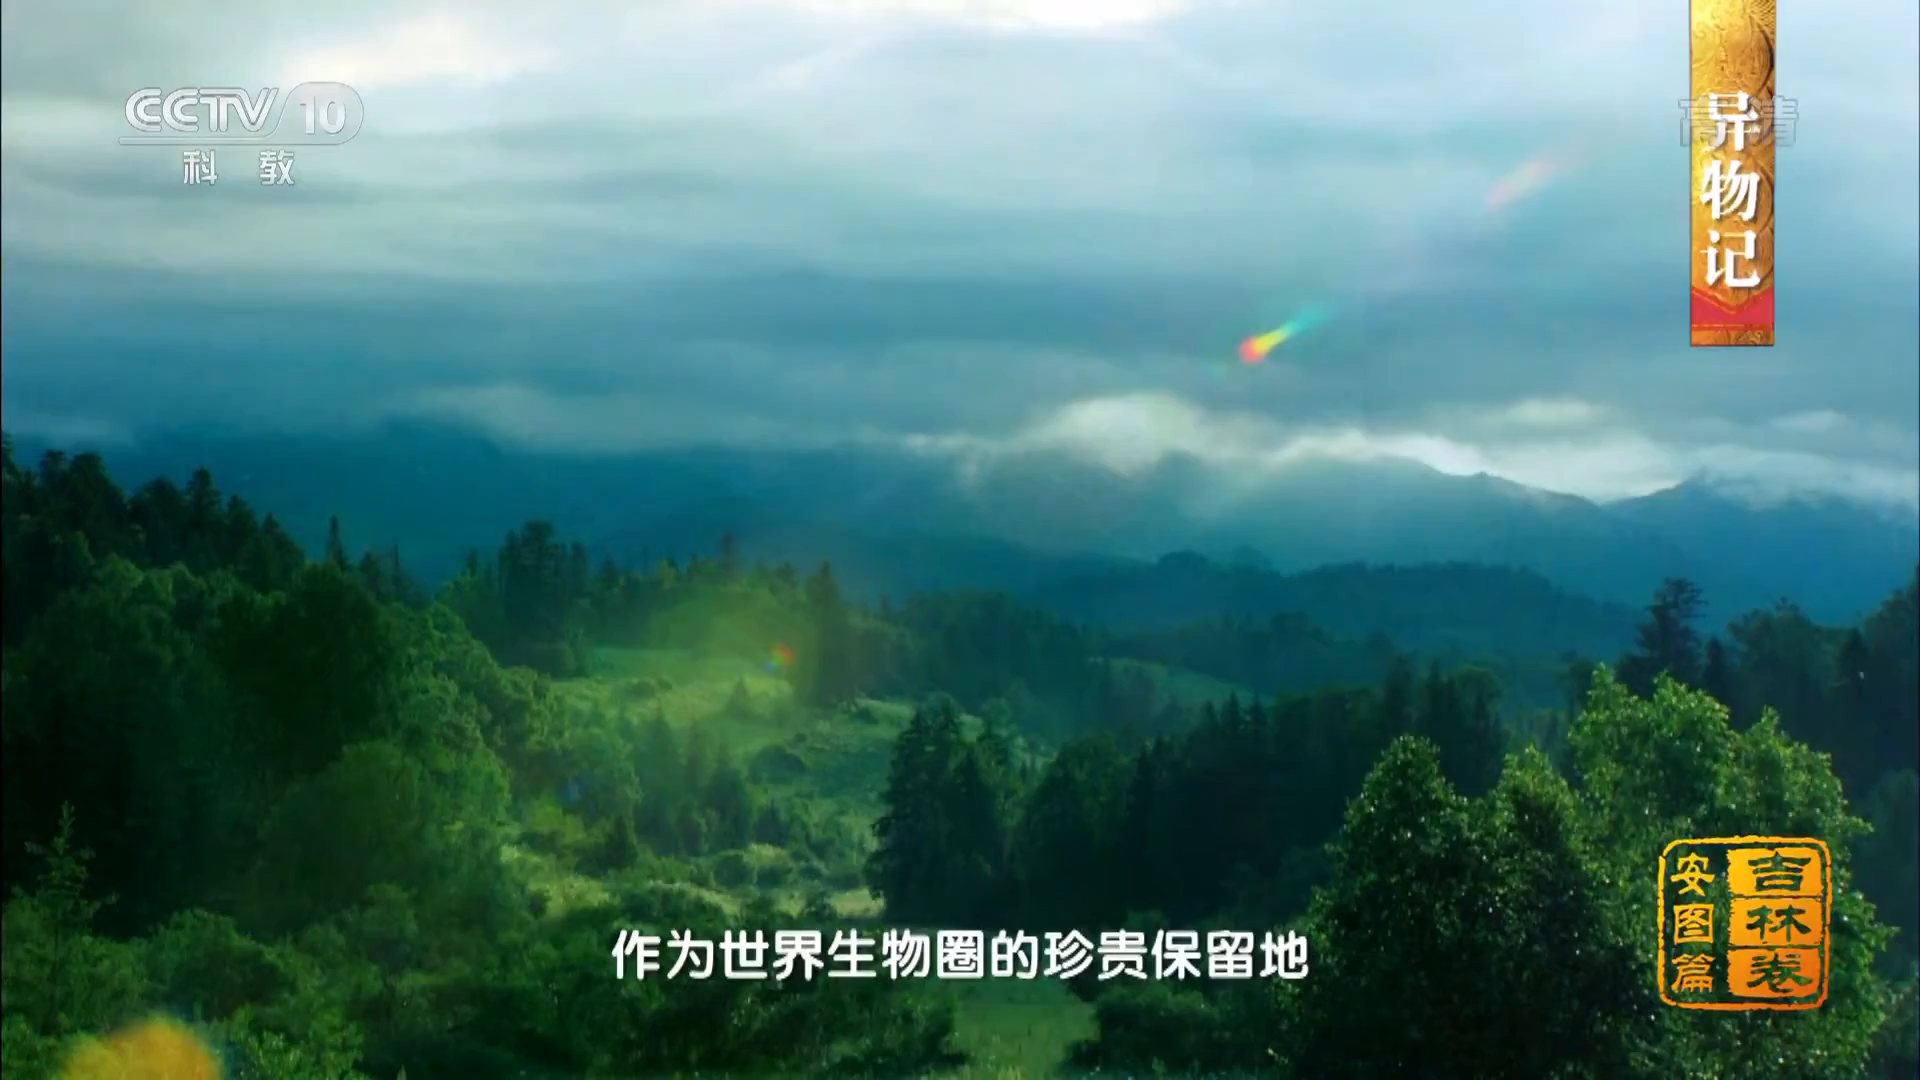 CCTV 10
科教
高清
异物记
作为世界生物圈的珍贵保留地
吉林卷
安图篇